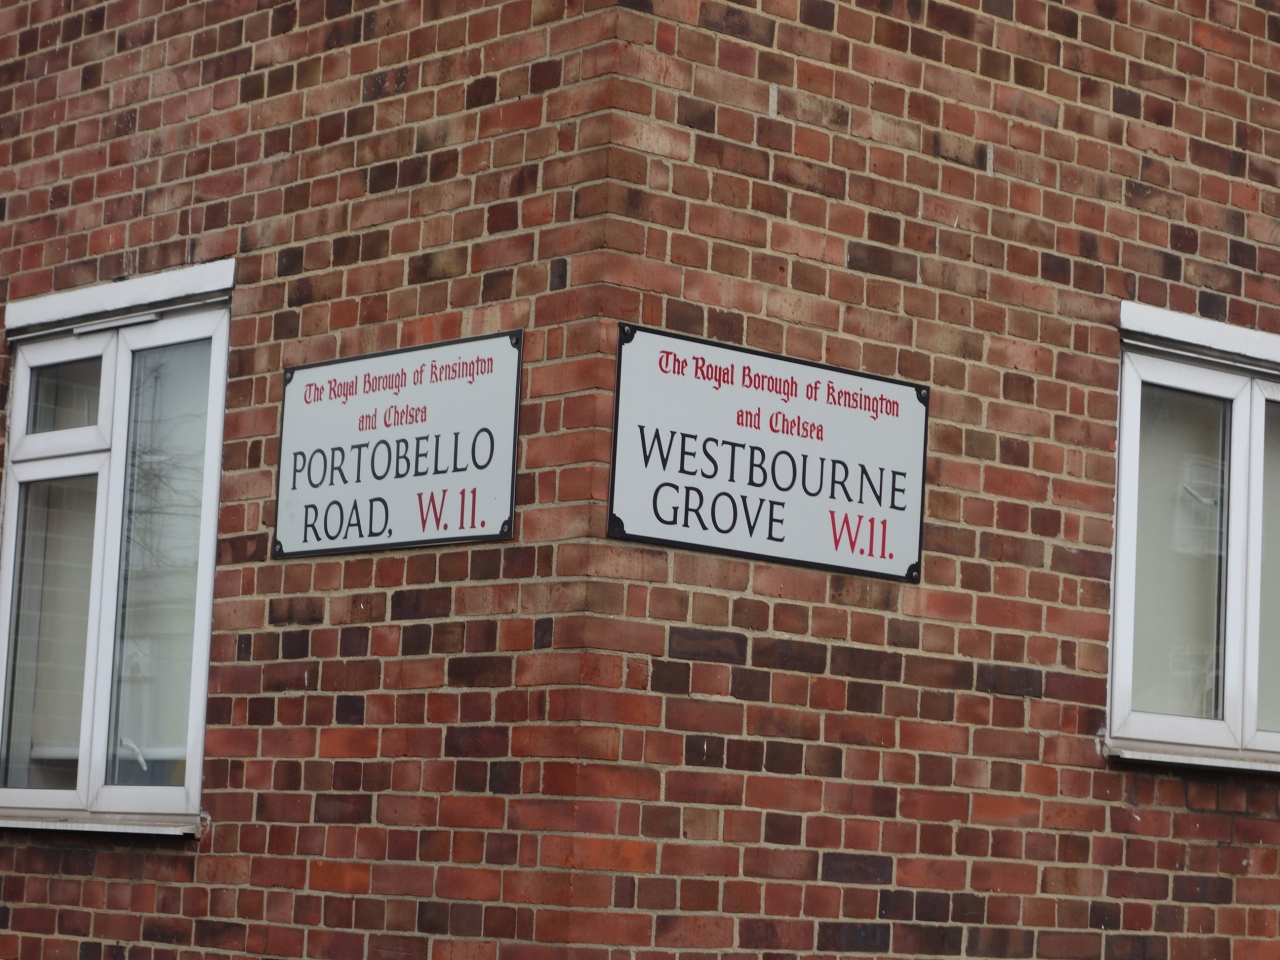 The Royal Borough of Kensington
and Chelsea
PORTOBELLO
ROAD, W. 11.
The Royal Borough of Kensington
and Chelsea
WESTBOURNE
GROVE W.11.